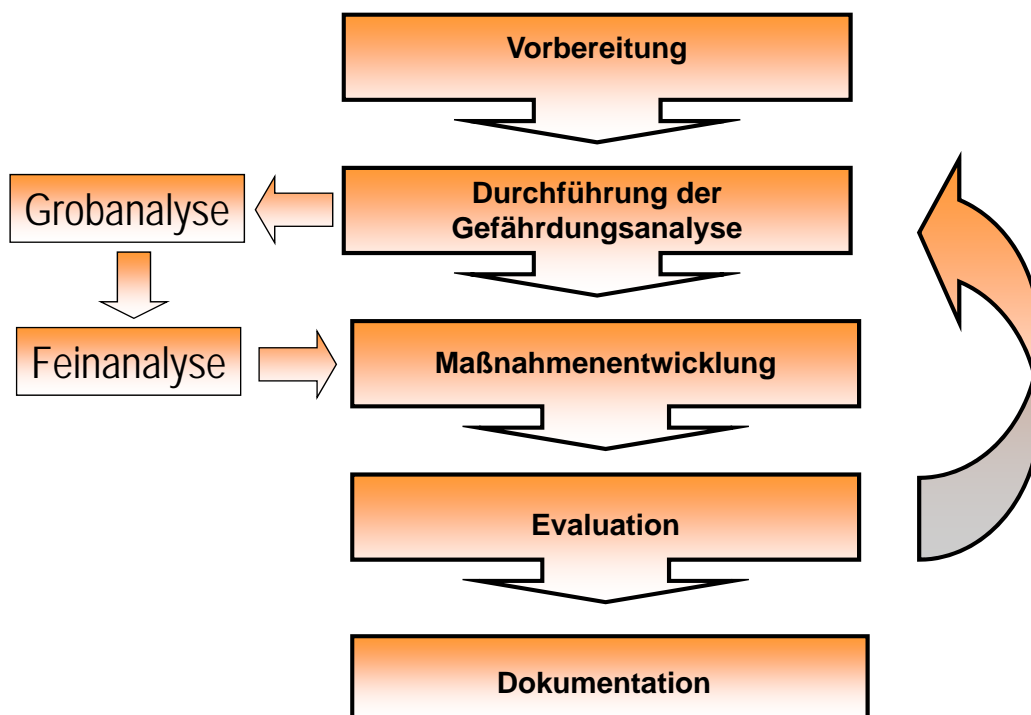 Vorbereitung
Durchführung der
Gefährdungsanalyse
Grobanalyse
Feinanalyse
Maßnahmenentwicklung
Evaluation
Dokumentation